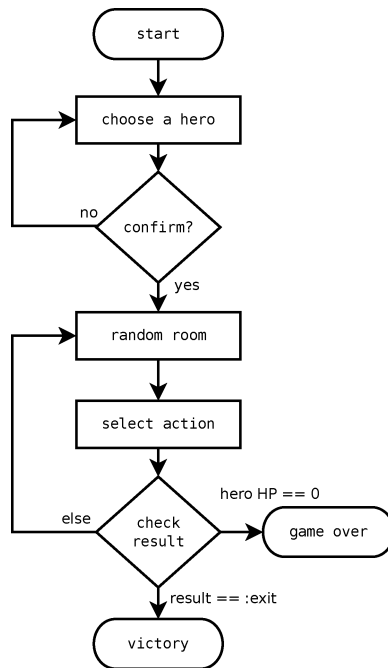 start
choose a hero
no
confirm?
yes
random room
select action
hero HP == 0
else
check
result
game over
result == :exit
victory